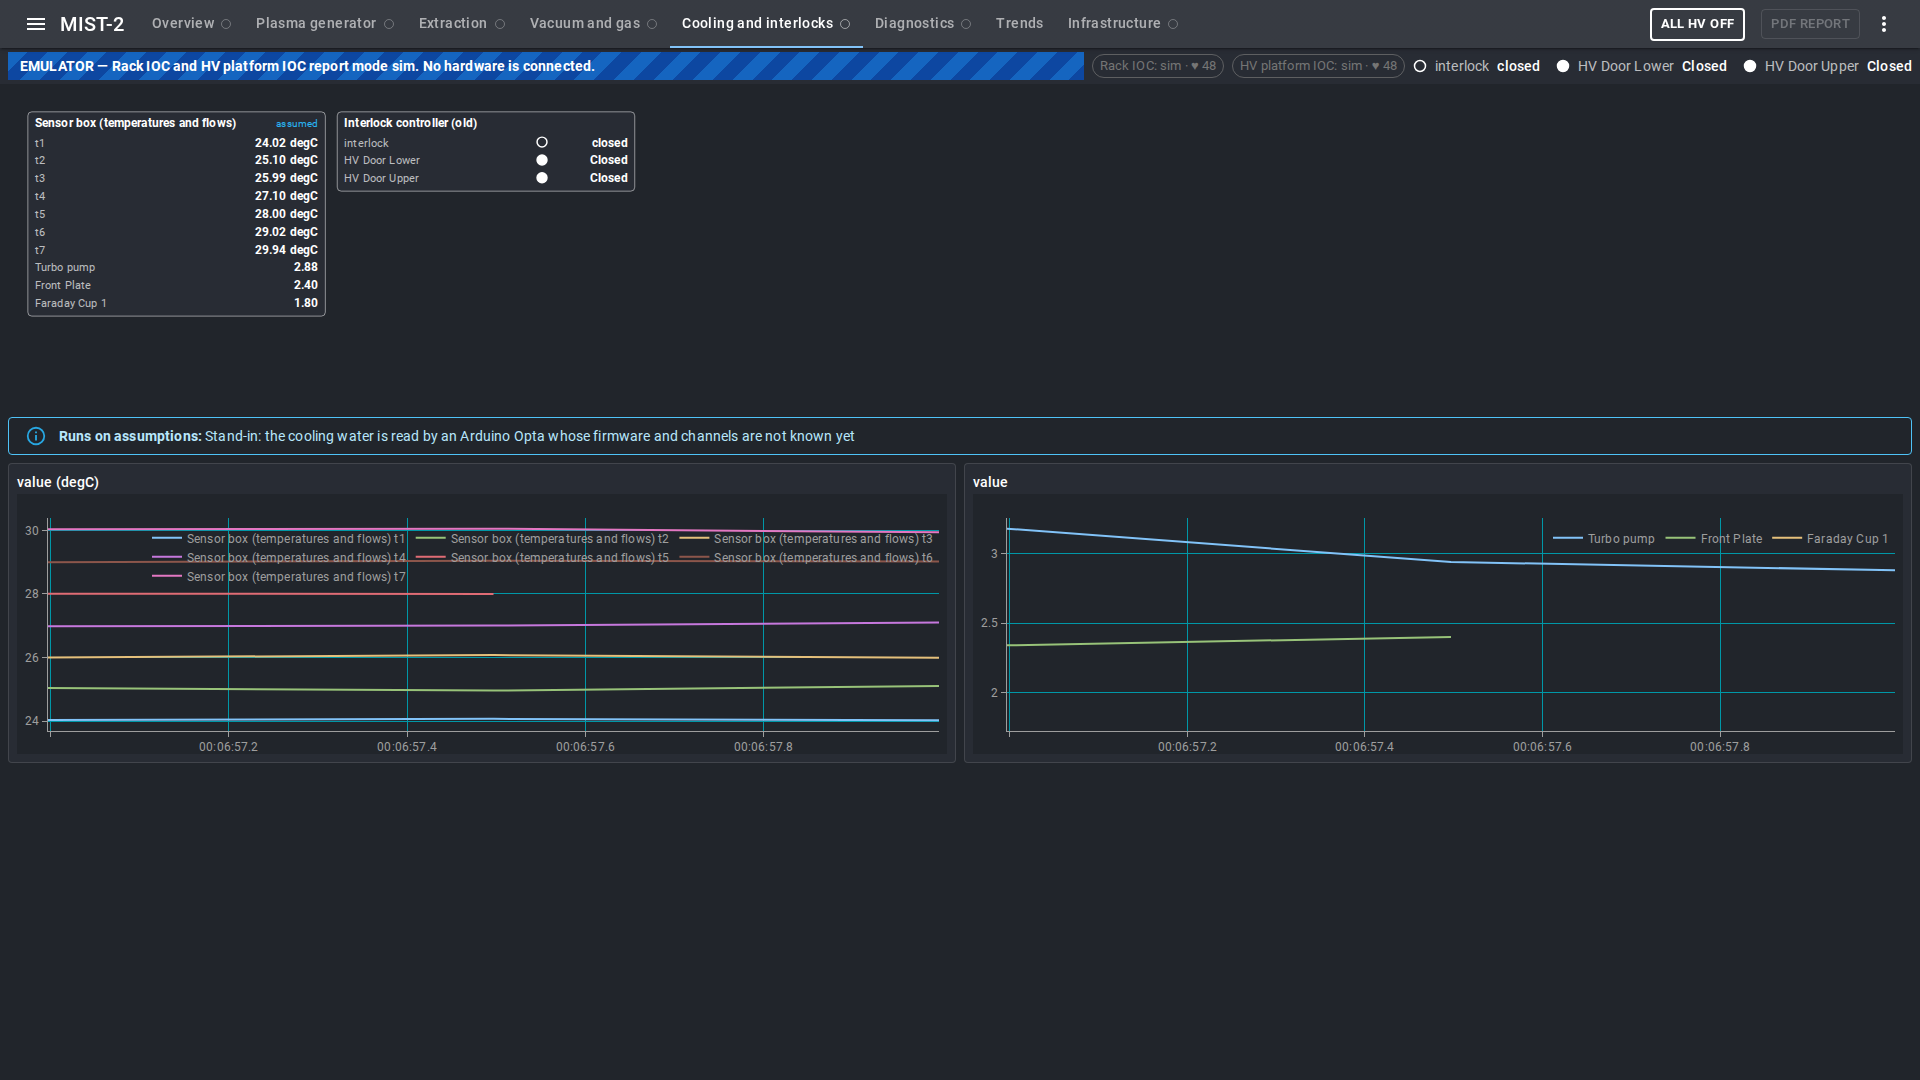 MIST-2
Overview
Plasma generator
Extraction
Vacuum and gas
Cooling and interlocks
Diagnostics
Trends
Infrastructure
ALL HV OFF
PDF REPORT
EMULATOR — Rack IOC and HV platform IOC report mode sim. No hardware is connected.
Rack IOC: sim · ♥ 48
HV platform IOC: sim · ♥ 48
interlock closed
HV Door Lower Closed
HV Door Upper Closed
Sensor box (temperatures and flows) assumed
t1 24.02 degC
t2 25.10 degC
t3 25.99 degC
t4 27.10 degC
t5 28.00 degC
t6 29.02 degC
t7 29.94 degC
Turbo pump 2.88
Front Plate 2.40
Faraday Cup 1 1.80
Interlock controller (old)
interlock closed
HV Door Lower Closed
HV Door Upper Closed
Runs on assumptions: Stand-in: the cooling water is read by an Arduino Opta whose firmware and channels are not known yet
value (degC)
30
28
26
24
Sensor box (temperatures and flows) t1 Sensor box (temperatures and flows) t2 Sensor box (temperatures and flows) t3
Sensor box (temperatures and flows) t4 Sensor box (temperatures and flows) t5 Sensor box (temperatures and flows) t6
Sensor box (temperatures and flows) t7
00:06:57.2 00:06:57.4 00:06:57.6 00:06:57.8
value
3
2.5
2
Turbo pump Front Plate Faraday Cup 1
00:06:57.2 00:06:57.4 00:06:57.6 00:06:57.8